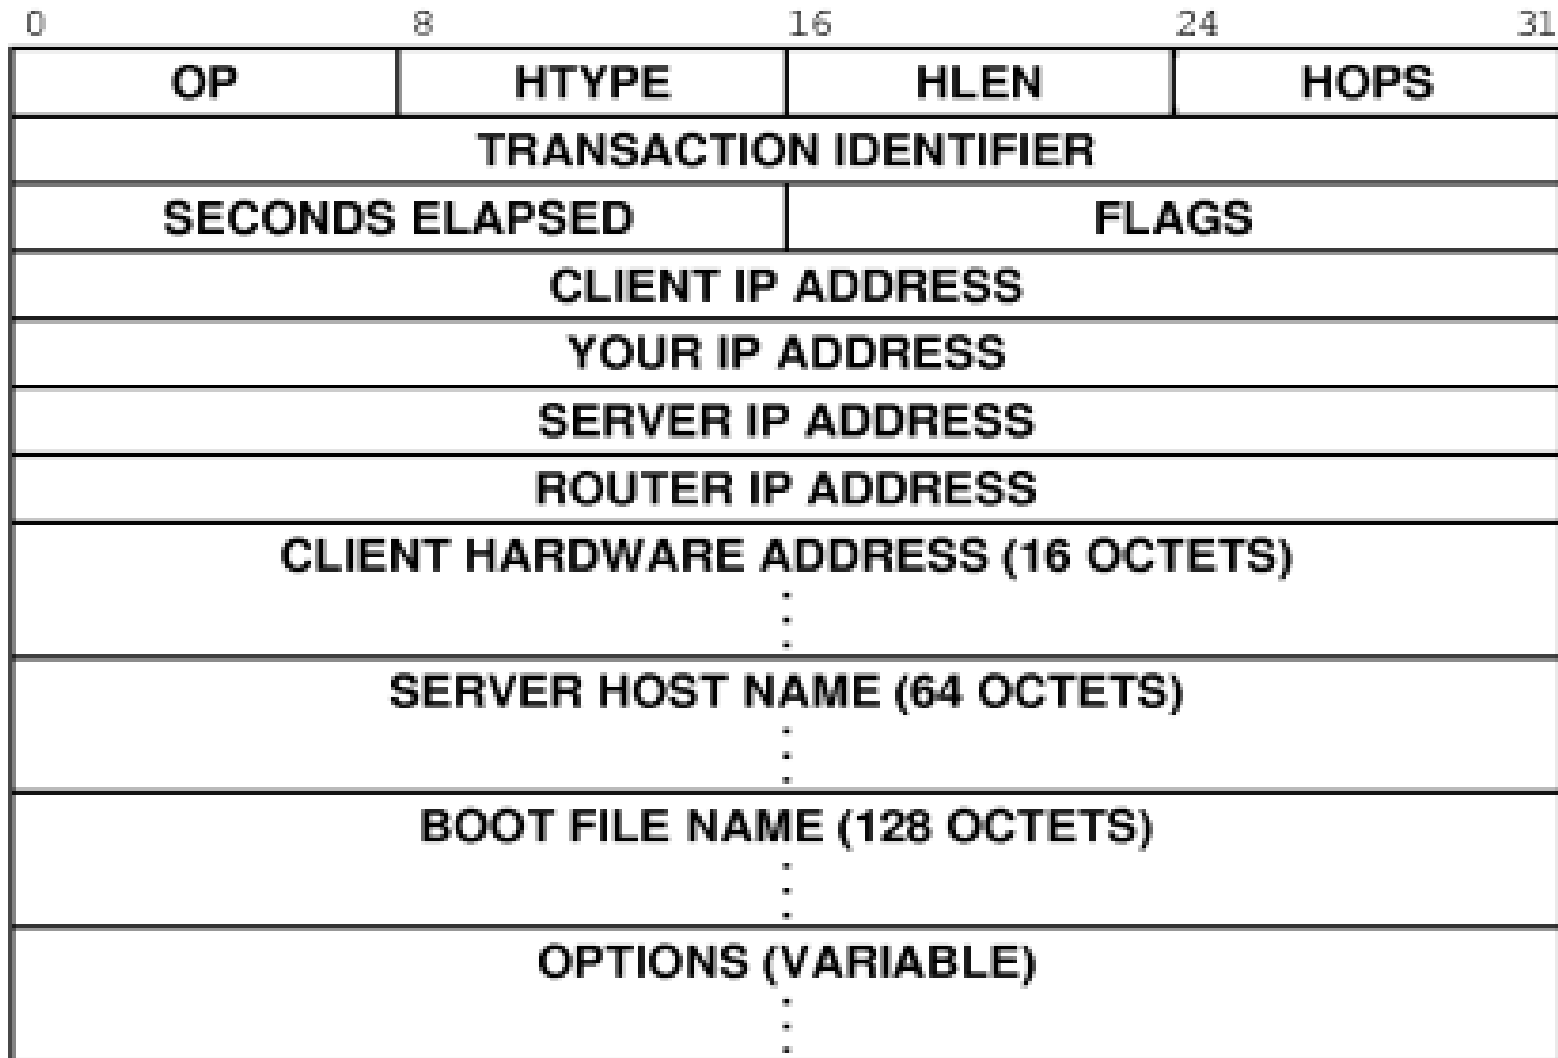 0 8 16 24 31
OP HTYPE HLEN HOPS
TRANSACTION IDENTIFIER
SECONDS ELAPSED FLAGS
CLIENT IP ADDRESS
YOUR IP ADDRESS
SERVER IP ADDRESS
ROUTER IP ADDRESS
CLIENT HARDWARE ADDRESS (16 OCTETS)
SERVER HOST NAME (64 OCTETS)
BOOT FILE NAME (128 OCTETS)
OPTIONS (VARIABLE)